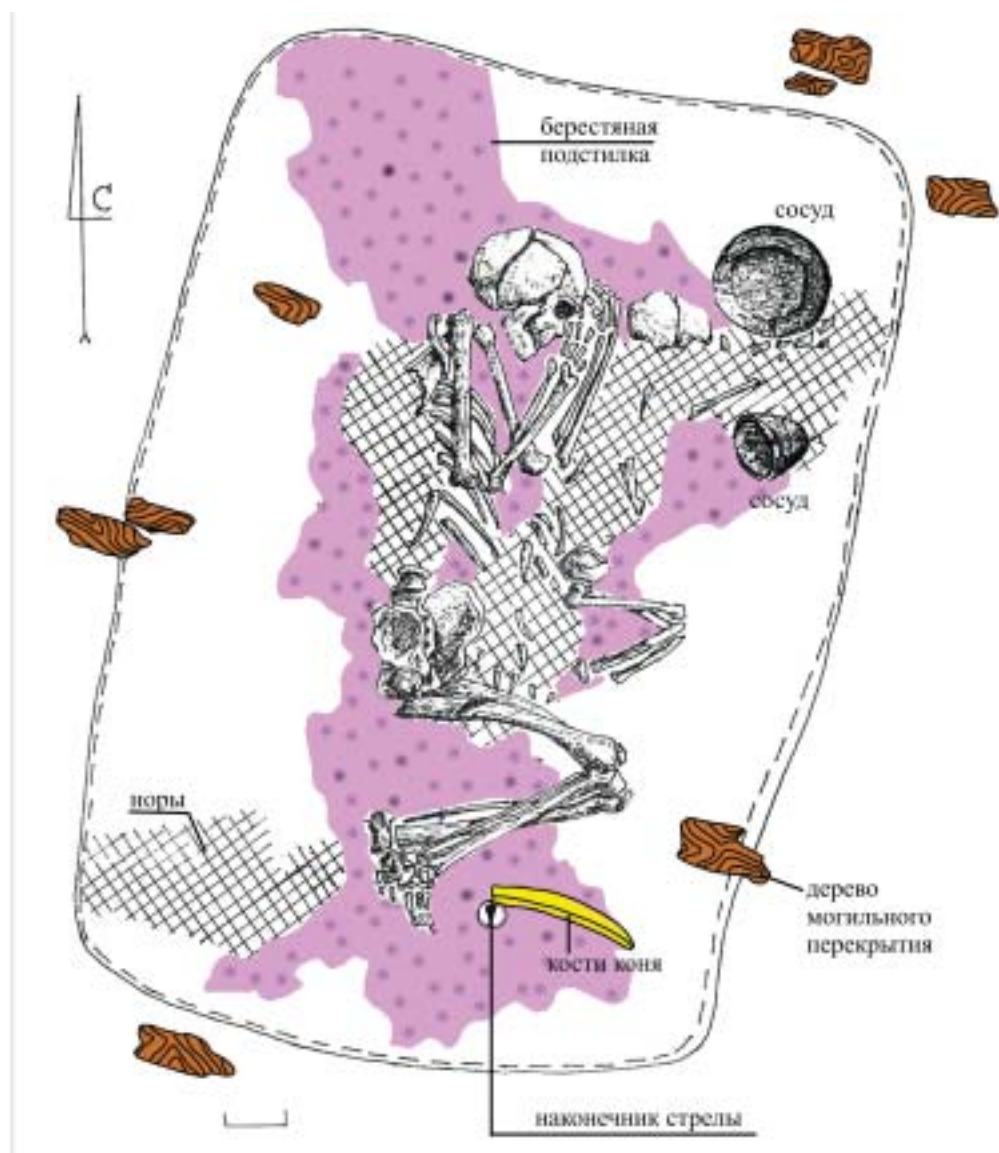 берестяная
подстилка
С
сосуд
сосуд
норы
дерево
могильного
перекрытия
кости коня
наконечник стрелы